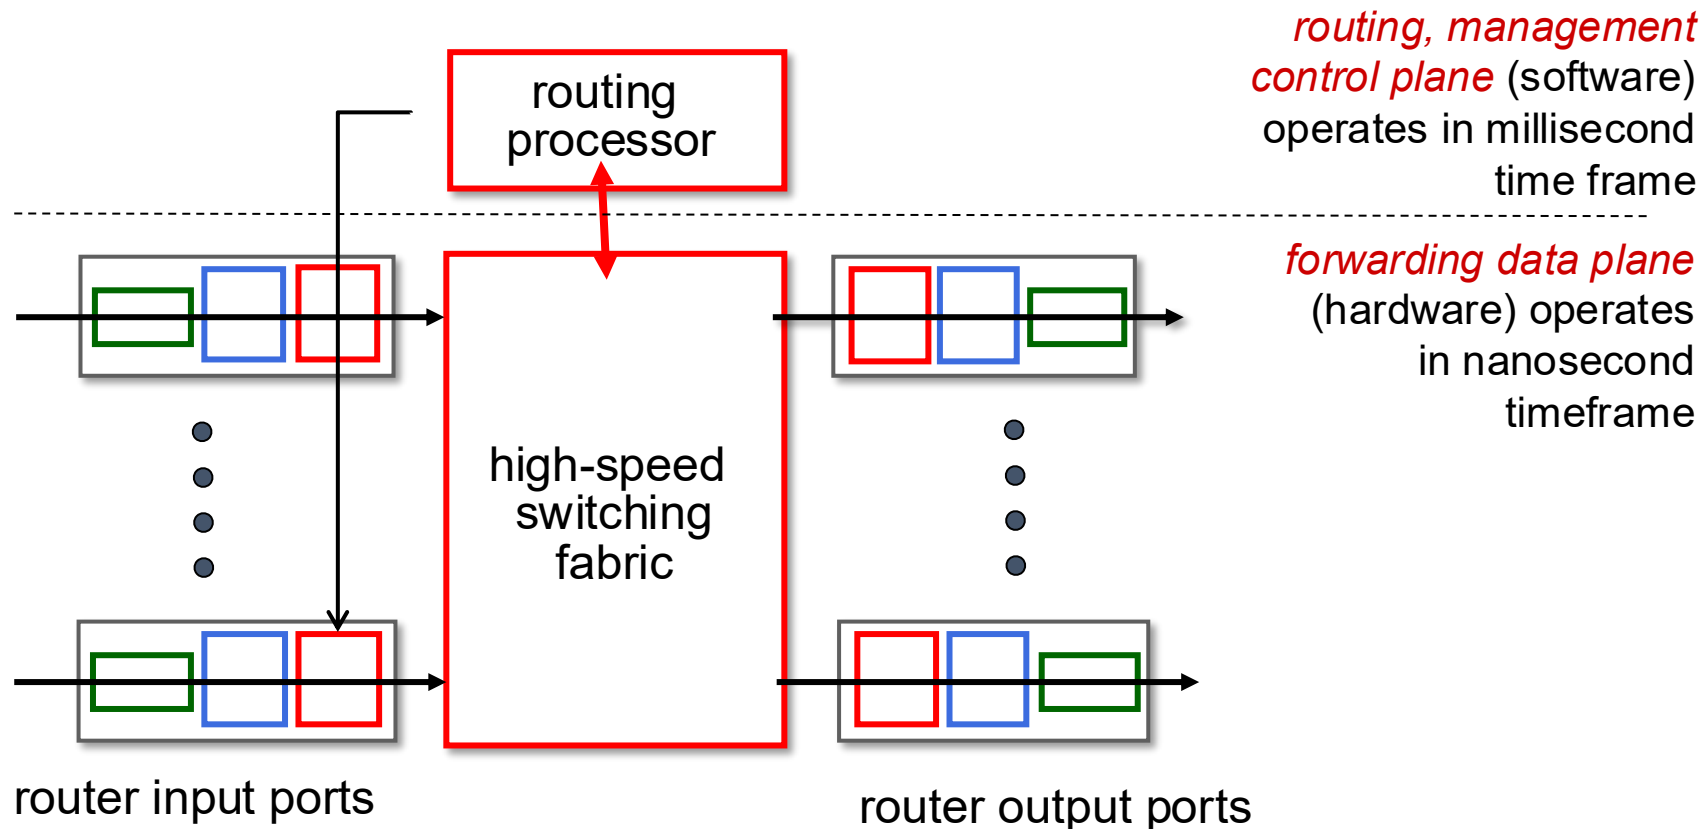 routing, management
control plane (software)
operates in millisecond
time frame
routing
processor
forwarding data plane
(hardware) operates
in nanosecond
timeframe
high-speed
switching
fabric
router input ports
router output ports